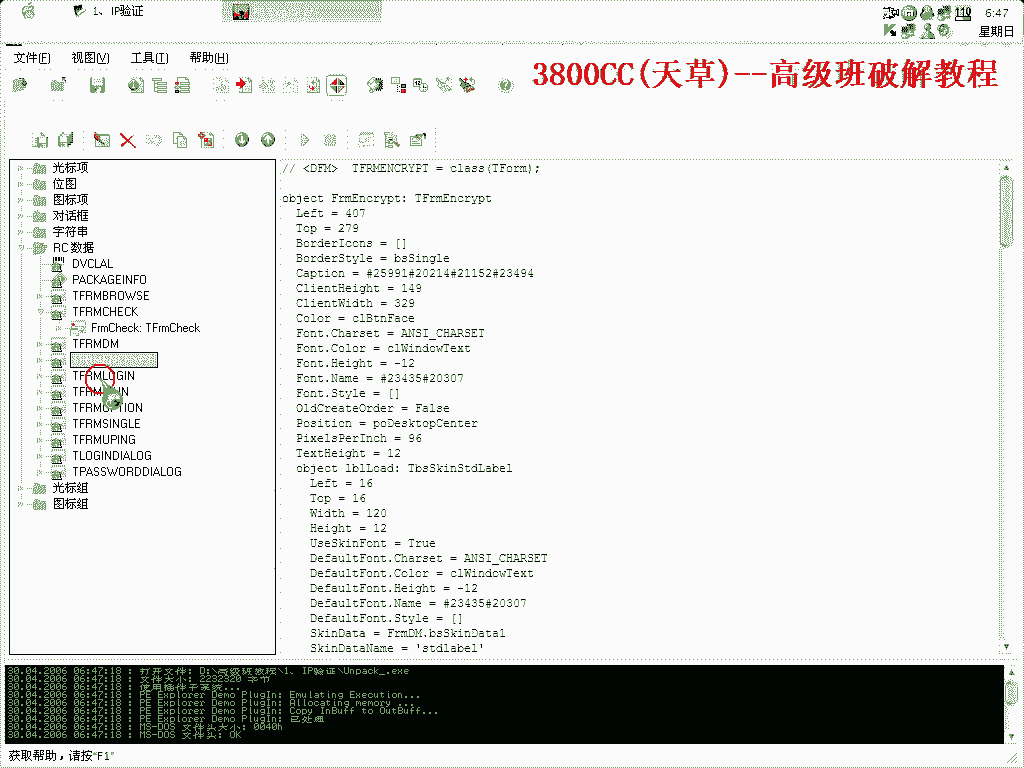 1、IP验证
110
6:47
星期日
文件(F) 视图(V) 工具(T) 帮助(H)
3800CC(天草)--高级班破解教程
光标项
位图
图标项
对话框
字符串
RC 数据
DVCLAL
PACKAGEINFO
TFRMBROWSE
TFRMCHECK
FrmCheck: TFrmCheck
TFRMDM
TFRMLOGIN
TFRMUPING
TFRMSINGLE
TLOGINDIALOG
TPASSWORDDIALOG
光标组
图标组
// <DFM> TFRMENCRYPT = class(TForm);
object FrmEncrypt: TFrmEncrypt
Left = 407
Top = 279
BorderIcons = []
BorderStyle = bsSingle
Caption = #25991#20214#21152#23494
ClientHeight = 149
ClientWidth = 329
Color = clBtnFace
Font.Charset = ANSI_CHARSET
Font.Color = clWindowText
Font.Height = -12
Font.Name = #23435#20307
Font.Style = []
OldCreateOrder = False
Position = poDesktopCenter
PixelsPerInch = 96
TextHeight = 12
object lblLoad: TbsSkinStdLabel
Left = 16
Top = 16
Width = 120
Height = 12
UseSkinFont = True
DefaultFont.Charset = ANSI_CHARSET
DefaultFont.Color = clWindowText
DefaultFont.Height = -12
DefaultFont.Name = #23435#20307
DefaultFont.Style = []
SkinData = FrmDM.bsSkinData1
SkinDataName = 'stdlabel'
30.04.2006 06:47:18 : 打开文件: D:\高级班教程\1、IP验证\Unpack_.exe
30.04.2006 06:47:18 : 文件大小: 2232320 字节
30.04.2006 06:47:18 : 使用插件子系统...
30.04.2006 06:47:18 : PE Explorer Demo PlugIn: Emulating Execution...
30.04.2006 06:47:18 : PE Explorer Demo PlugIn: Allocating memory ...
30.04.2006 06:47:18 : PE Explorer Demo PlugIn: Copy InBuff to OutBuff...
30.04.2006 06:47:18 : PE Explorer Demo PlugIn: 已处理
30.04.2006 06:47:18 : MS-DOS 文件头大小: 0040h
30.04.2006 06:47:18 : MS-DOS 文件头: OK
获取帮助，请按"F1"